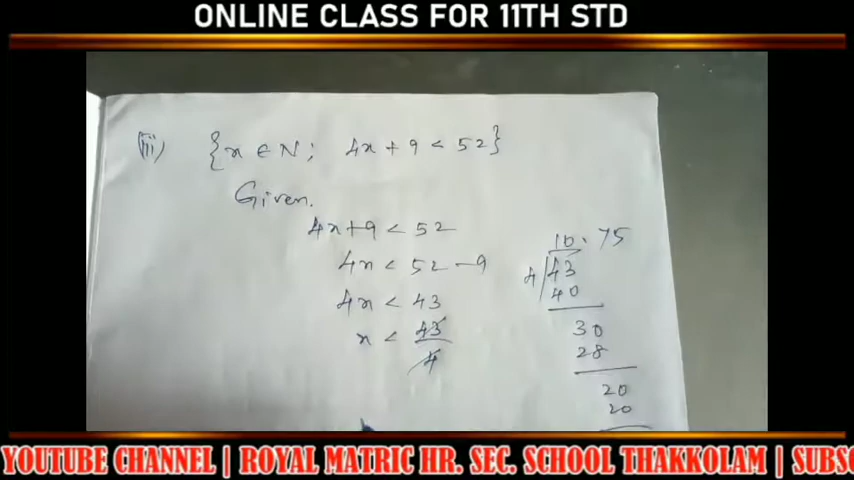 ONLINE CLASS FOR 11TH STD
(iii) {x ∈ N; 4x + 9 < 52}
Given.
4x+9 < 52
4x < 52 - 9
4x < 43
x < 43/4
10.75
4 43
40
30
28
20
20
YOUTUBE CHANNEL | ROYAL MATRIC HR. SEC. SCHOOL THAKKOLAM | SUBSC